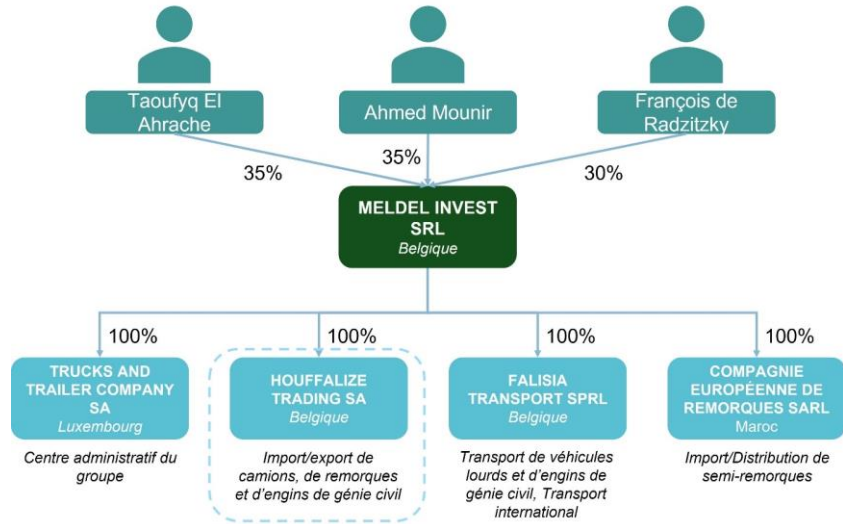 Taoufyq El
Ahrache
Ahmed Mounir
François de
Radzitzky
35%
35%
30%
MELDEL INVEST
SRL
Belgique
100%
100%
100%
100%
TRUCKS AND
TRAILER COMPANY
SA
Luxembourg
HOUFFALIZE
TRADING SA
Belgique
FALISIA
TRANSPORT SPRL
Belgique
COMPAGNIE
EUROPÉENNE DE
REMORQUES SARL
Maroc
Centre administratif du
groupe
Import/export de
camions, de remorques
et d'engins de génie civil
Transport de véhicules
lourds et d'engins de
génie civil, Transport
international
Import/Distribution de
semi-remorques